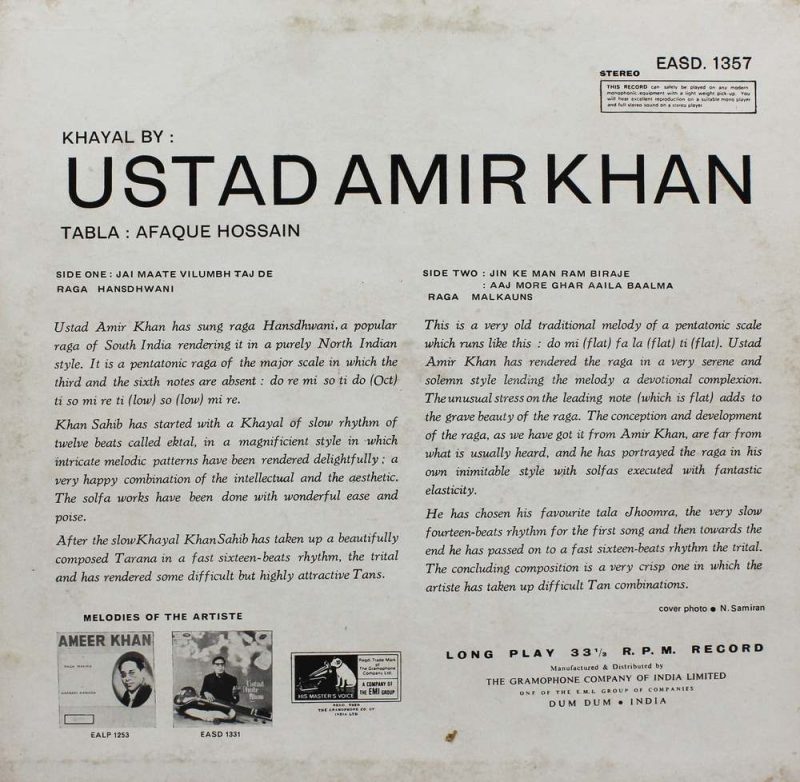 EASD. 1357
STEREO
THIS RECORD can safely be played on any modern
monophonic equipment with a light weight pick-up. You
will hear excellent reproduction on a suitable mono player
and full stereo sound on a stereo player.
KHAYAL BY :
USTAD AMIR KHAN
TABLA : AFAQUE HOSSAIN
SIDE ONE : JAI MAATE VILUMBH TAJ DE
RAGA HANSDHWANI
Ustad Amir Khan has sung raga Hansdhwani, a popular
raga of South India rendering it in a purely North Indian
style. It is a pentatonic raga of the major scale in which the
third and the sixth notes are absent : do re mi so ti do (Oct)
ti so mi re ti (low) so (low) mi re.
Khan Sahib has started with a Khayal of slow rhythm of
twelve beats called ektal, in a magnificient style in which
intricate melodic patterns have been rendered delightfully ; a
very happy combination of the intellectual and the aesthetic.
The solfa works have been done with wonderful ease and
poise.
After the slow Khayal Khan Sahib has taken up a beautifully
composed Tarana in a fast sixteen-beats rhythm, the trital
and has rendered some difficult but highly attractive Tans.
SIDE TWO : JIN KE MAN RAM BIRAJE
: AAJ MORE GHAR AAILA BAALMA
RAGA MALKAUNS
This is a very old traditional melody of a pentatonic scale
which runs like this : do mi (flat) fa la (flat) ti (flat). Ustad
Amir Khan has rendered the raga in a very serene and
solemn style lending the melody a devotional complexion.
The unusual stress on the leading note (which is flat) adds to
the grave beauty of the raga. The conception and development
of the raga, as we have got it from Amir Khan, are far from
what is usually heard, and he has portrayed the raga in his
own inimitable style with solfas executed with fantastic
elasticity.
He has chosen his favourite tala Jhoomra, the very slow
fourteen-beats rhythm for the first song and then towards the
end he has passed on to a fast sixteen-beats rhythm the trital.
The concluding composition is a very crisp one in which the
artiste has taken up difficult Tan combinations.
cover photo ● N. Samiran
MELODIES OF THE ARTISTE
AMEER KHAN
EALP 1253
EASD 1331
HIS MASTER'S VOICE
Regd. Trade Mark
of The
Gramophone
Company Ltd.
A COMPANY OF
THE EMI GROUP
REGD. USER
THE GRAMOPHONE CO. OF
INDIA LTD
LONG PLAY 33 1/3 R. P. M. RECORD
Manufactured & Distributed by
THE GRAMOPHONE COMPANY OF INDIA LIMITED
ONE OF THE E.M.I. GROUP OF COMPANIES
DUM DUM ● INDIA